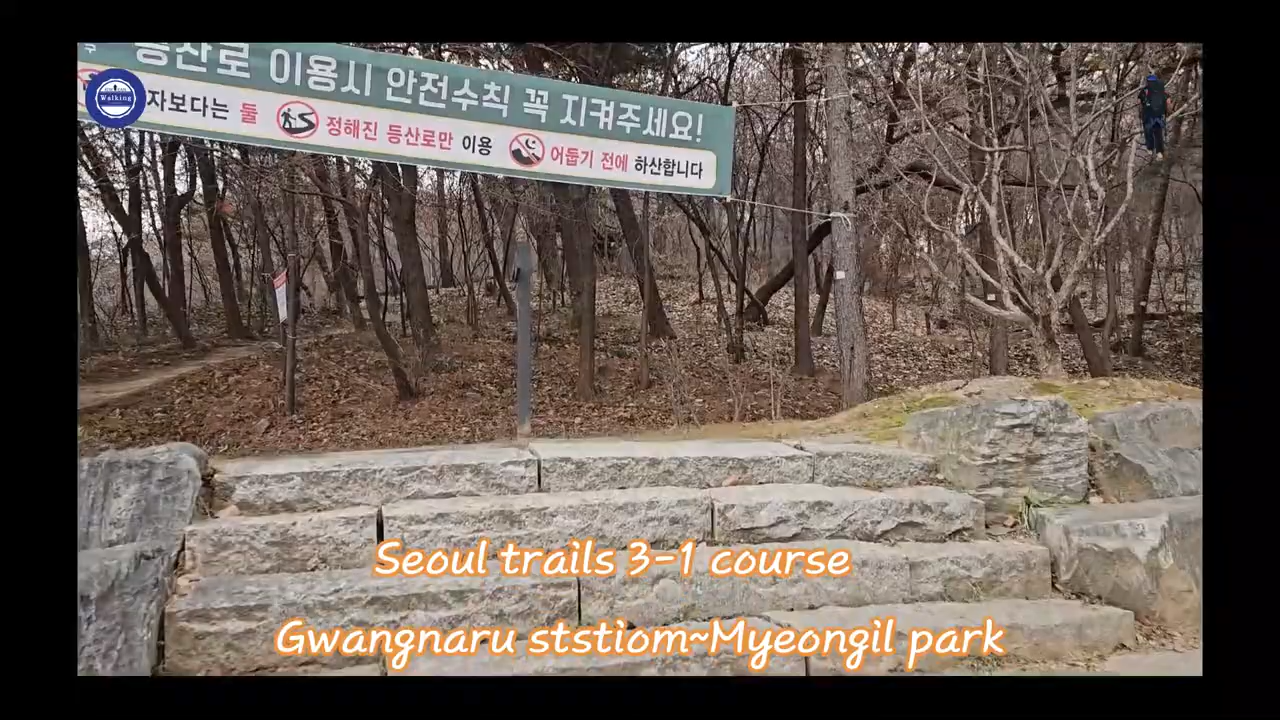 등산로 이용시 안전수칙 꼭 지켜주세요!
자보다는 둘 정해진 등산로만 이용 어둡기 전에 하산합니다
Walking
Seoul trails 3-1 course
Gwangnaru ststiom~Myeongil park